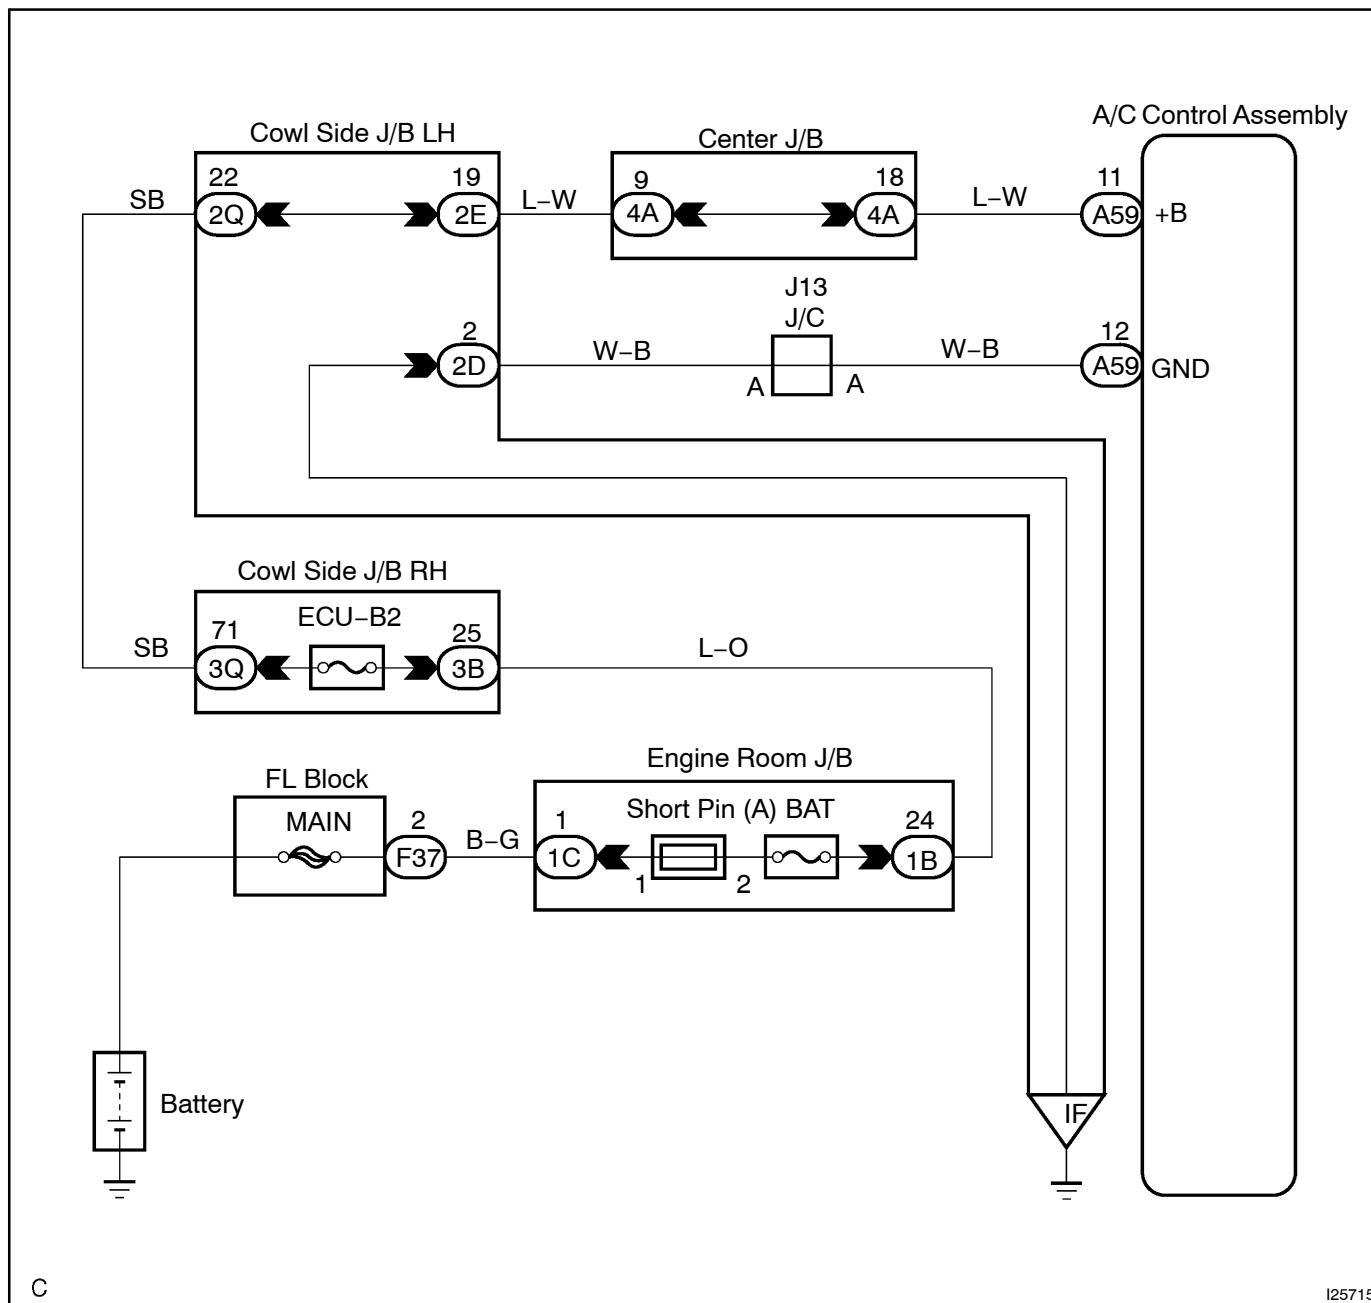 A/C Control Assembly
Cowl Side J/B LH
Center J/B
22
19
9
18
11
SB
2Q
2E
L−W
4A
4A
L−W
A59
+B
J13
J/C
2
12
2D
W−B
W−B
A59
GND
A
A
Cowl Side J/B RH
ECU−B2
71
25
SB
3Q
3B
L−O
Engine Room J/B
FL Block
Short Pin (A) BAT
MAIN
2
1
24
B−G
F37
1C
1B
1
2
Battery
IF
C
I25715